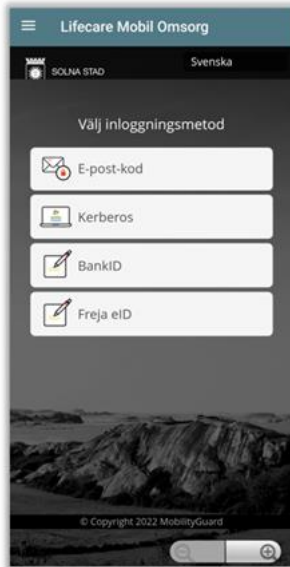 Lifecare Mobil Omsorg
SOLNA STAD
Svenska
Välj inloggningsmetod
E-post-kod
Kerberos
BankID
Freja eID
© Copyright 2022 MobilityGuard